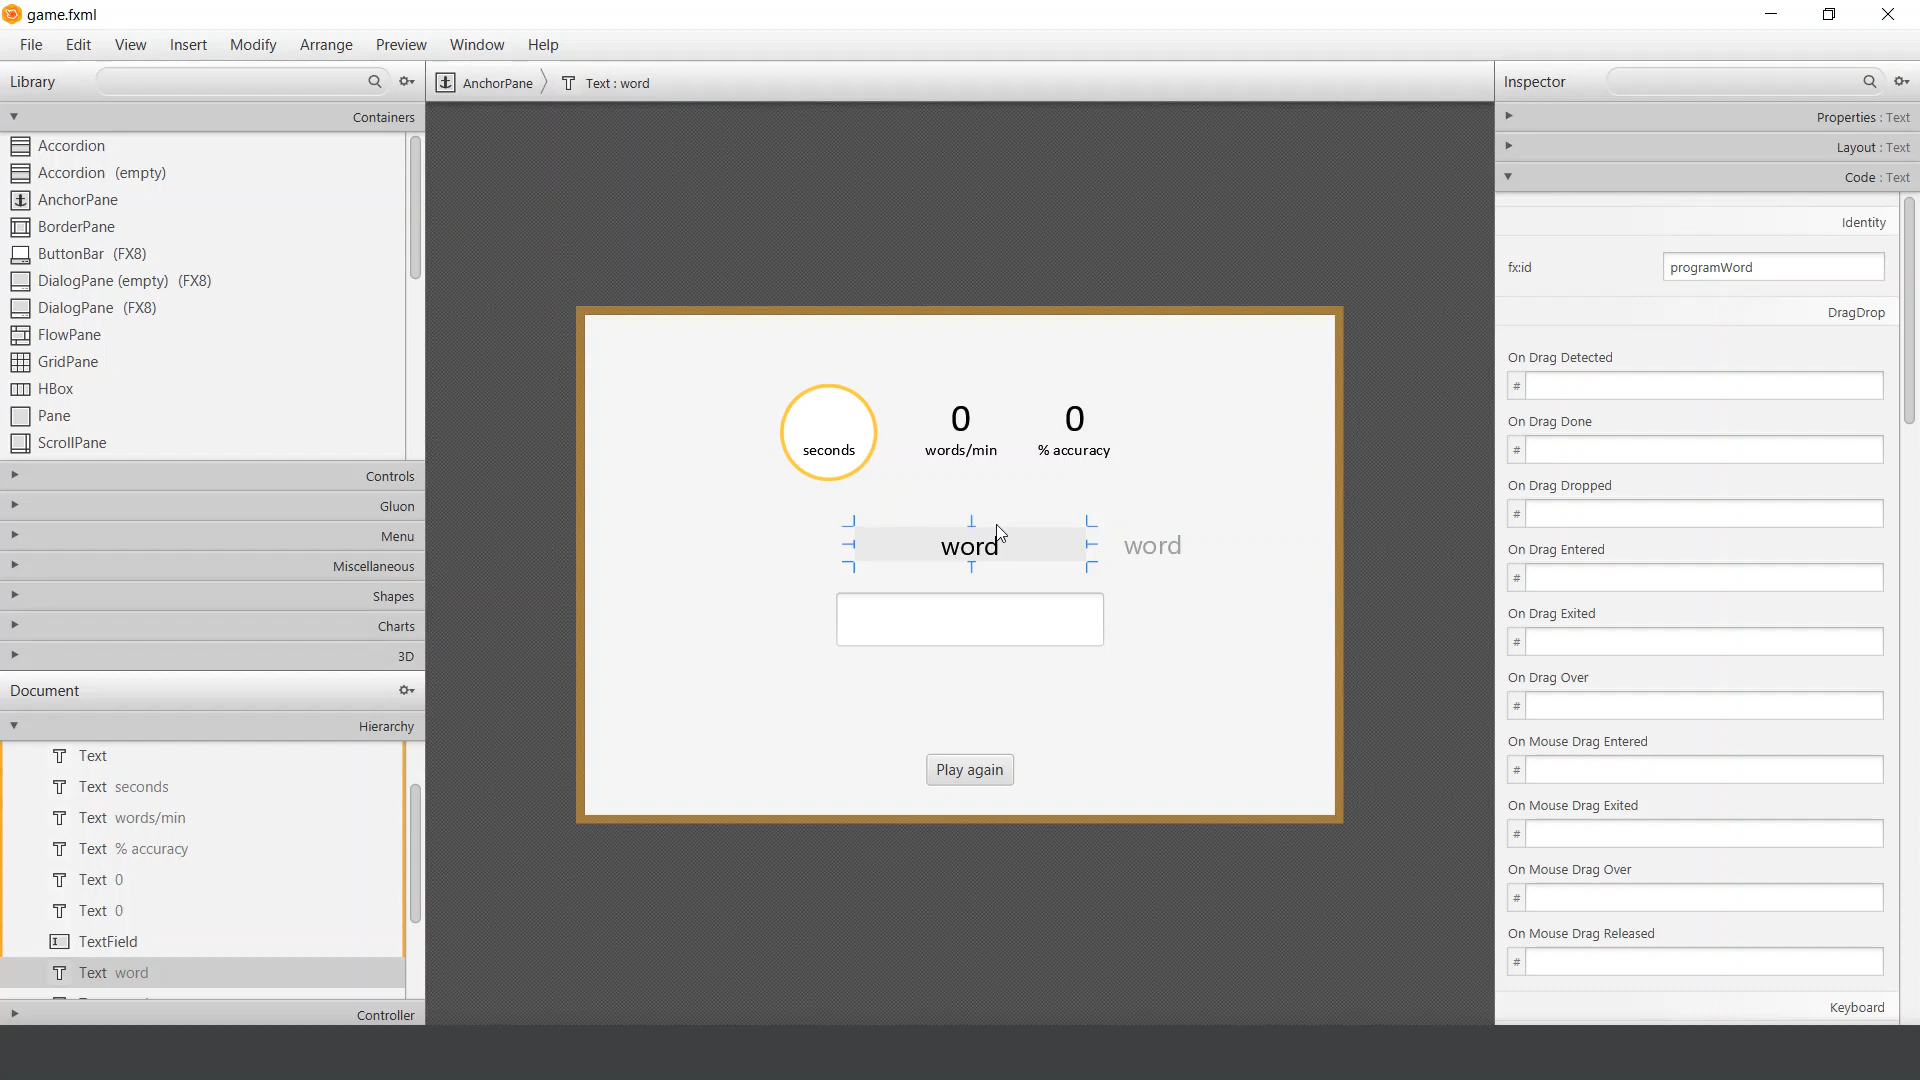 game.fxml
File Edit View Insert Modify Arrange Preview Window Help
Library
Containers
Accordion
Accordion (empty)
AnchorPane
BorderPane
ButtonBar (FX8)
DialogPane (empty) (FX8)
DialogPane (FX8)
FlowPane
GridPane
HBox
Pane
ScrollPane
Controls
Gluon
Menu
Miscellaneous
Shapes
Charts
3D
Document
Hierarchy
Text
Text seconds
Text words/min
Text % accuracy
Text 0
Text 0
TextField
Text word
Controller
AnchorPane Text : word
seconds
0
words/min
0
% accuracy
word
word
Play again
Inspector
Properties : Text
Layout : Text
Code : Text
Identity
fx:id programWord
DragDrop
On Drag Detected
#
On Drag Done
#
On Drag Dropped
#
On Drag Entered
#
On Drag Exited
#
On Drag Over
#
On Mouse Drag Entered
#
On Mouse Drag Exited
#
On Mouse Drag Over
#
On Mouse Drag Released
#
Keyboard